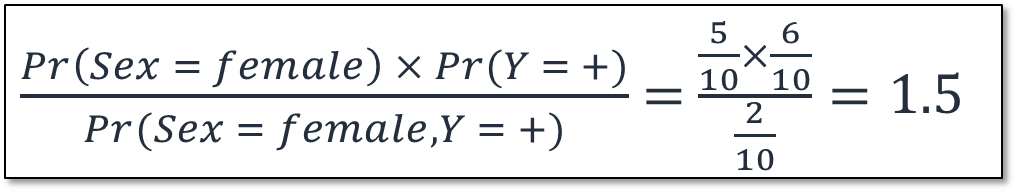 Pr(Sex = female) × Pr(Y = +)
Pr(Sex = female,Y = +)
=
5/10 × 6/10
2/10
= 1.5